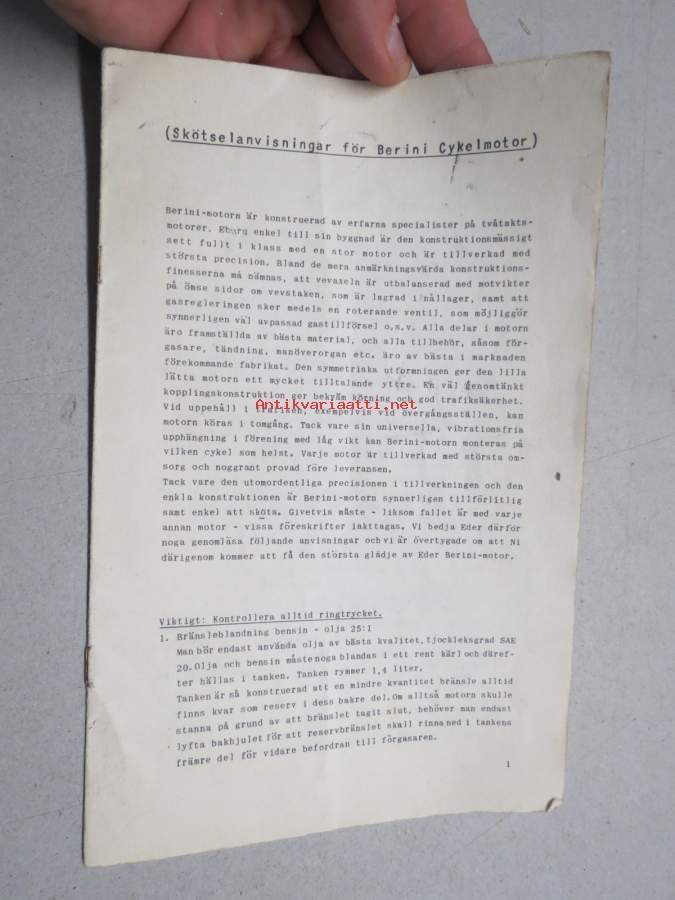 (Skötselanvisningar för Berini Cykelmotor)
Berini-motorn är konstruerad av erfarna specialister på tvåtakts-
motorer. Ehuru enkel till sin byggnad är den konstruktionsmässigt
sett fullt i klass med en stor motor och är tillverkad med
största precision. Bland de mera anmärkningsvärda konstruktions-
finesserna må nämnas, att vevaxeln är utbalanserad med motvikter
på ömse sidor om vevstaken, som är lagrad i nållager, samt att
gasregleringen sker medels en roterande ventil, som möjliggör
synnerligen väl avpassad gastillförsel o.s.v. Alla delar i motorn
äro framställda av bästa material, och alla tillbehör, såsom för-
gasare, tändning, manöverorgan etc. äro av bästa i marknaden
förekommande fabrikat. Den symmetriska utformningen ger den lilla
lätta motorn ett mycket tilltalande yttre. En väl genomtänkt
kopplingskonstruktion ger bekväm körning och god trafiksäkerhet.
Antikvariaatti.net
Vid uppehåll i trafiken, exempelvis vid övergångsställen, kan
motorn köras i tomgång. Tack vare sin universella, vibrationsfria
upphängning i förening med låg vikt kan Berini-motorn monteras på
vilken cykel som helst. Varje motor är tillverkad med största om-
sorg och noggrant provad före leveransen.
Tack vare den utomordentliga precisionen i tillverkningen och den
enkla konstruktionen är Berini-motorn synnerligen tillförlitlig
samt enkel att sköta. Givetvis måste - liksom fallet är med varje
annan motor - vissa föreskrifter iakttagas. Vi bedja Eder därför
noga genomläsa följande anvisningar och vi är övertygade om att Ni
därigenom kommer att få den största glädje av Eder Berini-motor.
Viktigt: Kontrollera alltid ringtrycket.
1. Bränsleblandning bensin - olja 25:1
Man bör endast använda olja av bästa kvalitet, tjockleksgrad SAE
20. Olja och bensin måste noga blandas i ett rent kärl och däref-
ter hällas i tanken. Tanken rymmer 1,4 liter.
Tanken är så konstruerad att en mindre kvantitet bränsle alltid
finns kvar som reserv i dess bakre del. Om alltså motorn skulle
stanna på grund av att bränslet tagit slut, behöver man endast
lyfta bakhjulet för att reservbränslet skall rinna ned i tankens
främre del för vidare befordran till förgasaren.
1